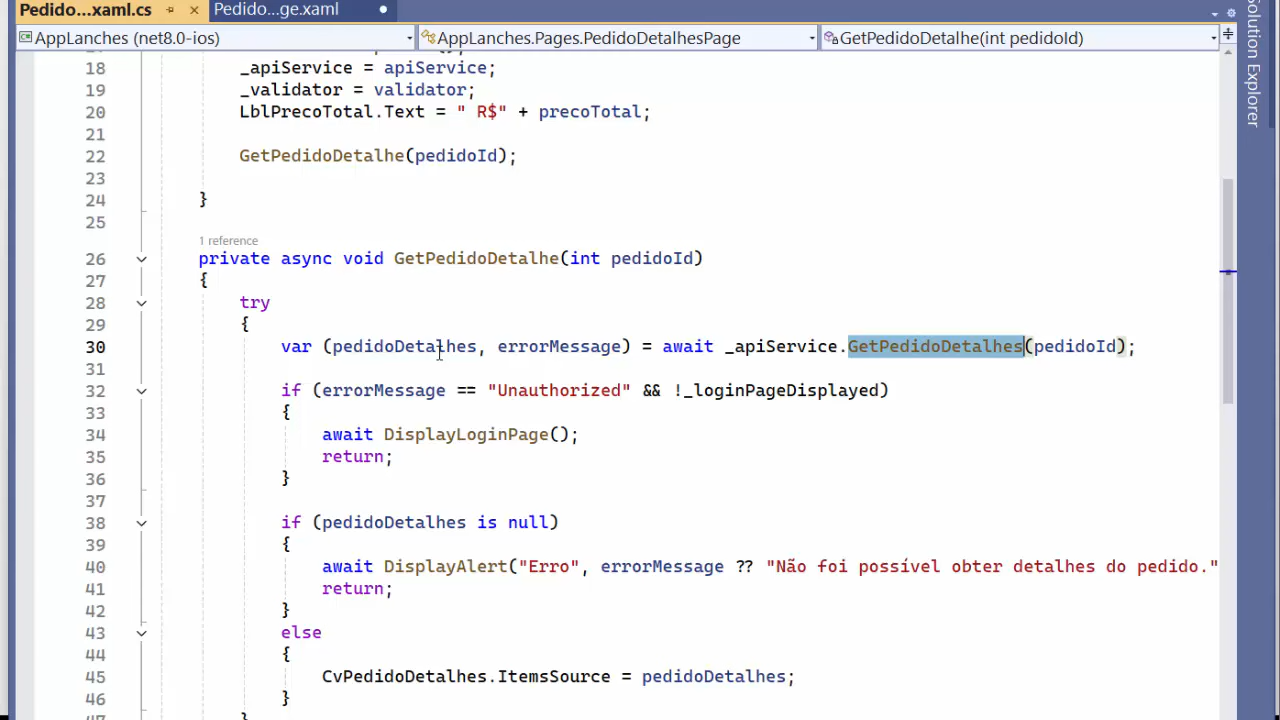 Pedido...xaml.cs
Pedido...ge.xaml
AppLanches (net8.0-ios)
AppLanches.Pages.PedidoDetalhesPage
GetPedidoDetalhe(int pedidoId)
Solution Explorer
18 _apiService = apiService;
19 _validator = validator;
20 LblPrecoTotal.Text = " R$" + precoTotal;
21
22 GetPedidoDetalhe(pedidoId);
23
24 }
25
1 reference
26 private async void GetPedidoDetalhe(int pedidoId)
27 {
28 try
29 {
30 var (pedidoDetalhes, errorMessage) = await _apiService.GetPedidoDetalhes(pedidoId);
31
32 if (errorMessage == "Unauthorized" && !_loginPageDisplayed)
33 {
34 await DisplayLoginPage();
35 return;
36 }
37
38 if (pedidoDetalhes is null)
39 {
40 await DisplayAlert("Erro", errorMessage ?? "Não foi possível obter detalhes do pedido."
41 return;
42 }
43 else
44 {
45 CvPedidoDetalhes.ItemsSource = pedidoDetalhes;
46 }